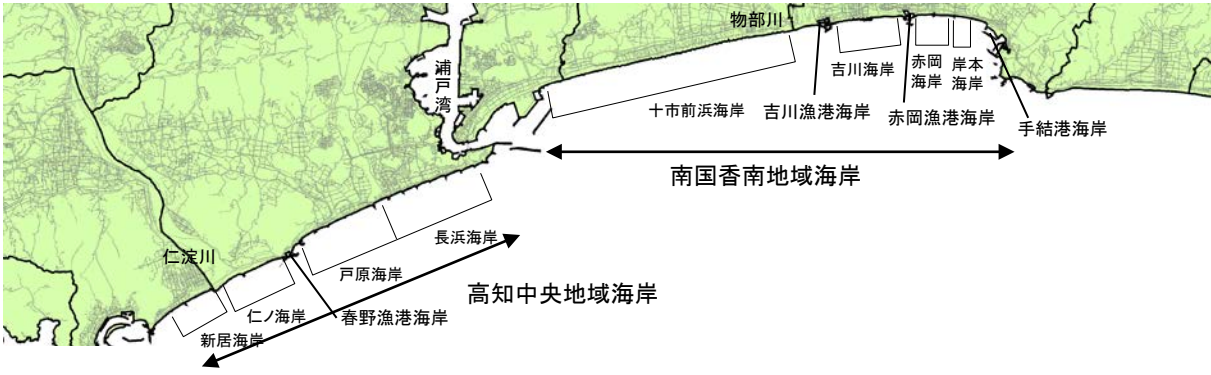 物部川
浦戸湾
吉川海岸
赤岡
海岸
岸本
海岸
十市前浜海岸
吉川漁港海岸
赤岡漁港海岸
手結港海岸
南国香南地域海岸
長浜海岸
仁淀川
戸原海岸
高知中央地域海岸
仁ノ海岸
春野漁港海岸
新居海岸